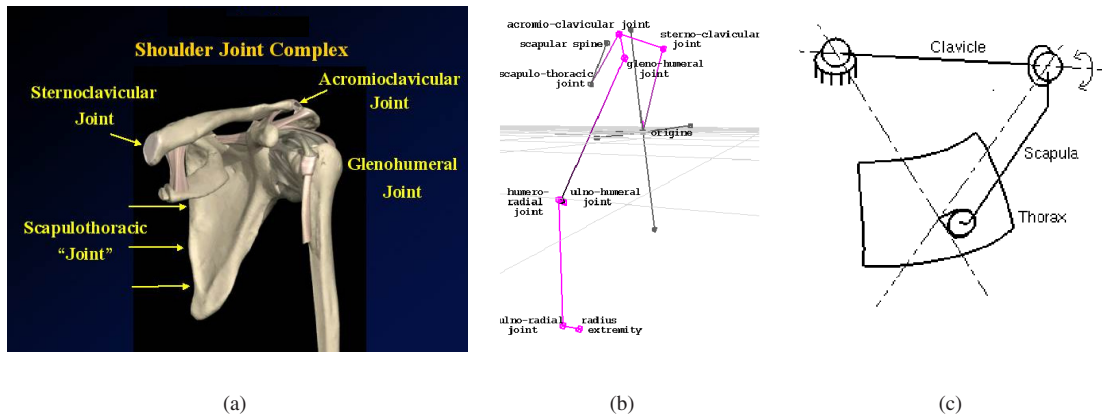 Shoulder Joint Complex
Sternoclavicular
Joint
Acromioclavicular
Joint
Glenohumeral
Joint
Scapulothoracic
“Joint”
(a)
acromio-clavicular joint
sterno-clavicular
joint
scapular spine
gleno-humeral
joint
scapulo-thoracic
joint
origine
humero-
radial
joint
ulno-humeral
joint
ulno-radial
joint
radius
extremity
(b)
Clavicle
Scapula
Thorax
(c)